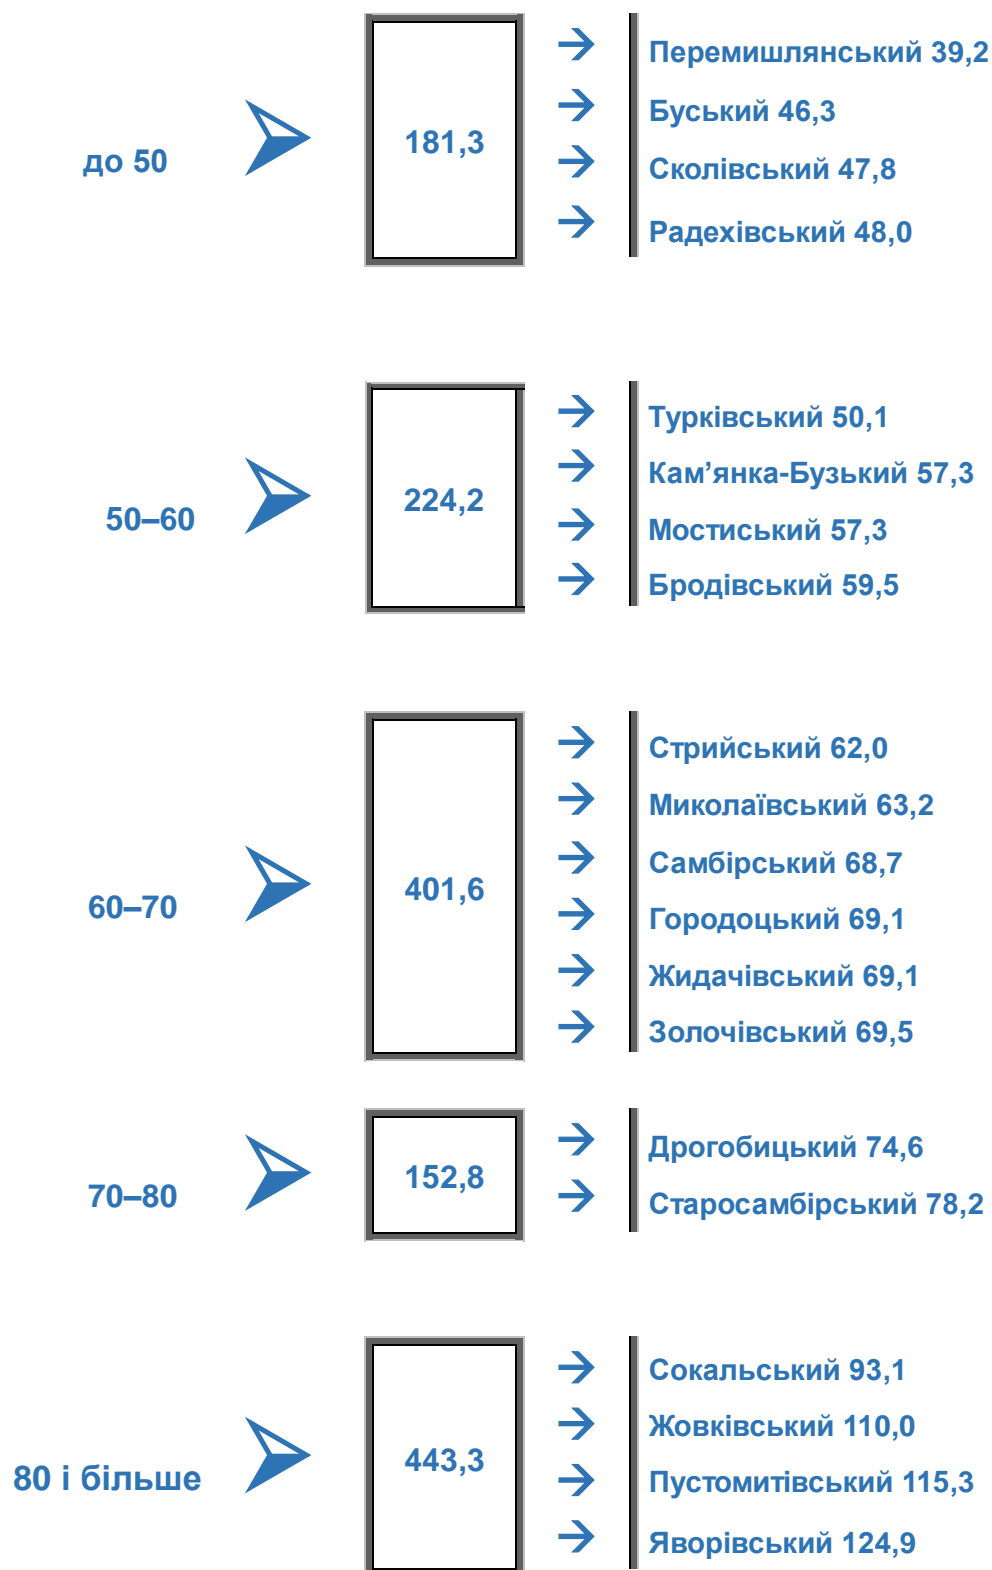 до 50
181,3
Перемишлянський 39,2
Буський 46,3
Сколівський 47,8
Радехівський 48,0
50–60
224,2
Турківський 50,1
Кам’янка-Бузький 57,3
Мостиський 57,3
Бродівський 59,5
60–70
401,6
Стрийський 62,0
Миколаївський 63,2
Самбірський 68,7
Городоцький 69,1
Жидачівський 69,1
Золочівський 69,5
70–80
152,8
Дрогобицький 74,6
Старосамбірський 78,2
80 і більше
443,3
Сокальський 93,1
Жовківський 110,0
Пустомитівський 115,3
Яворівський 124,9